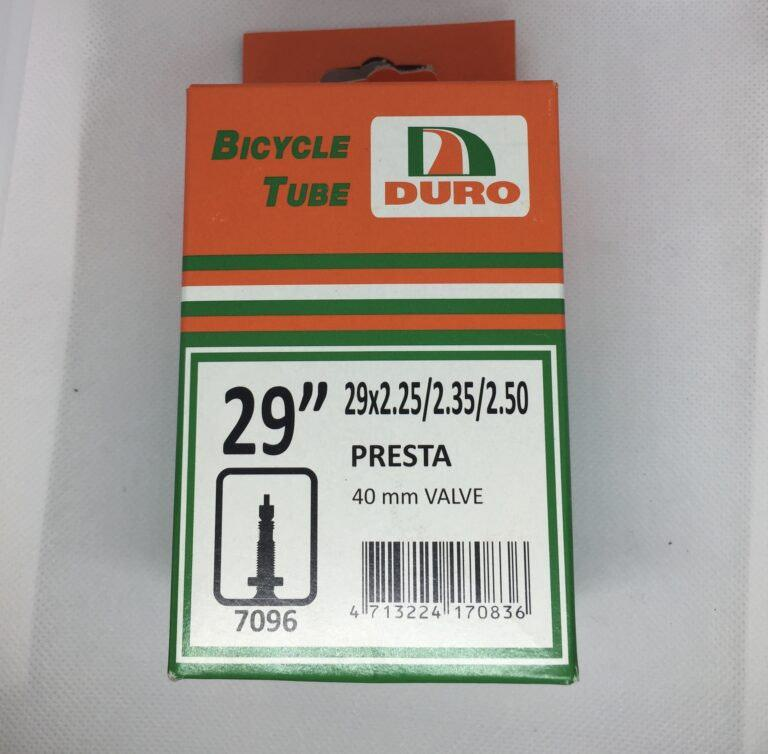 BICYCLE
TUBE
DURO
29”
29x2.25/2.35/2.50
PRESTA
40 mm VALVE
7096
4 713224 170836